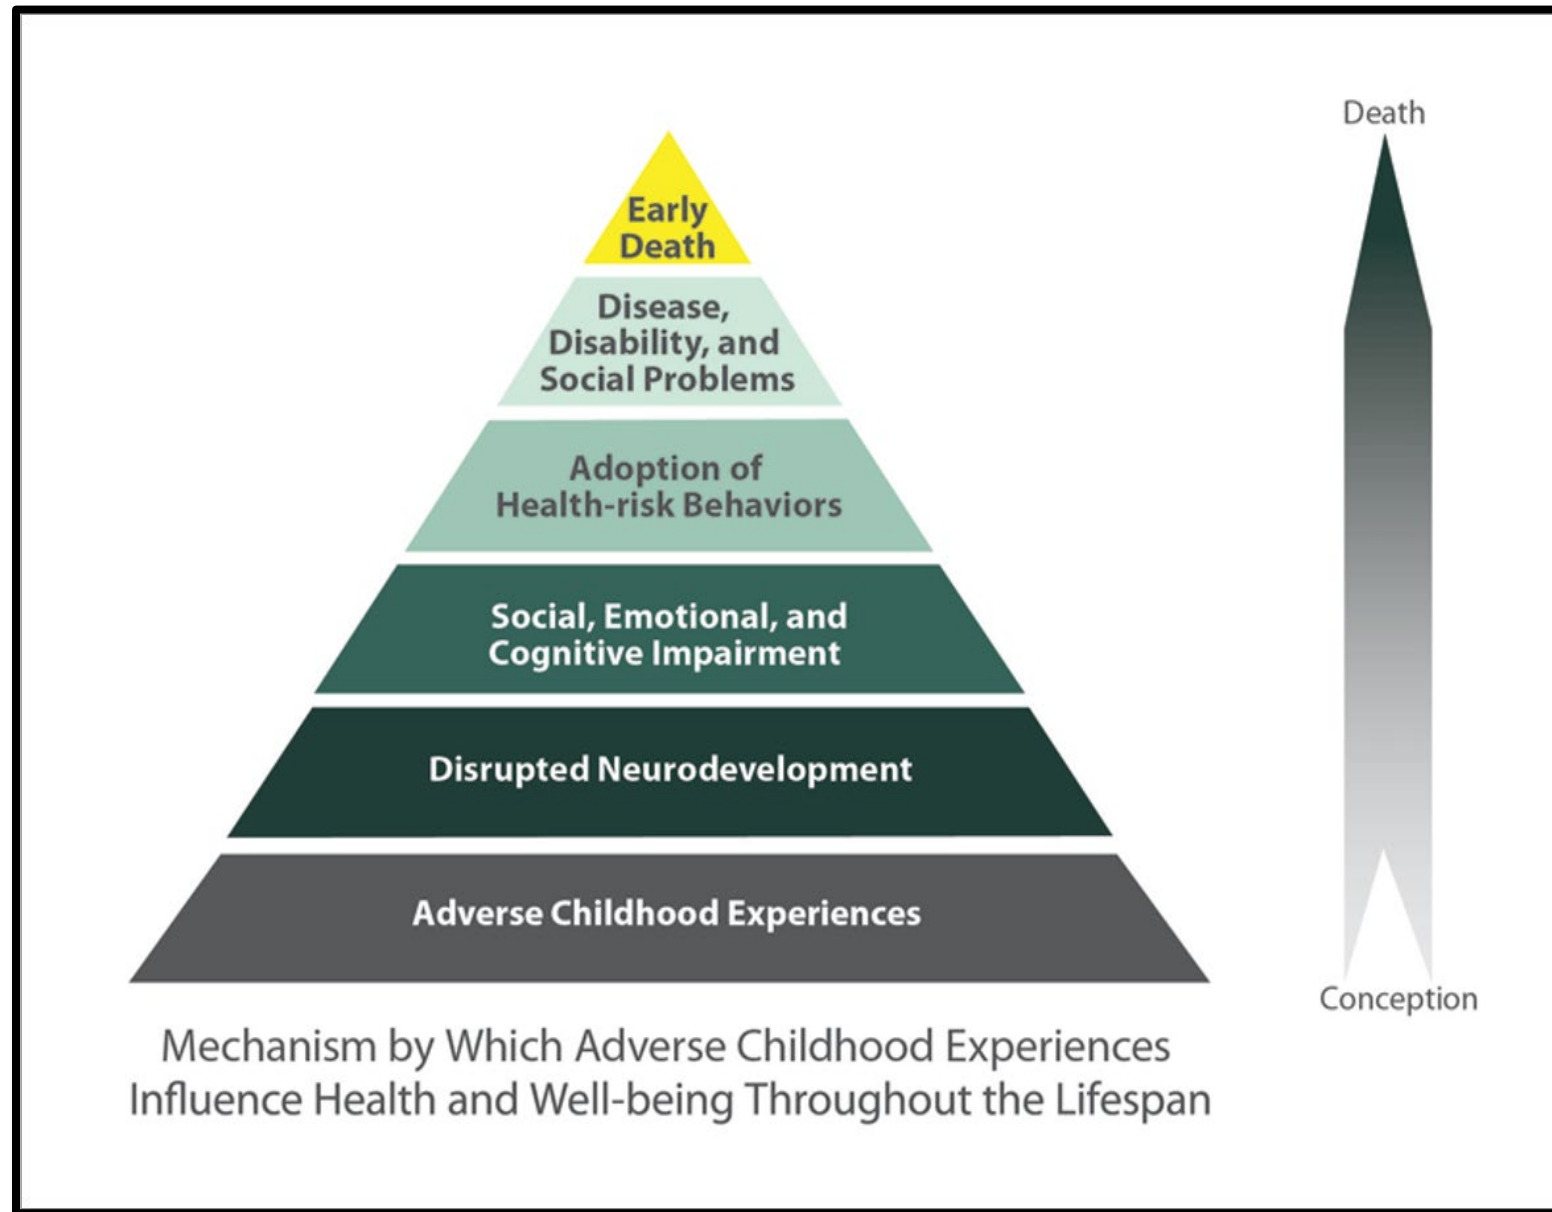 Death
Early
Death
Disease,
Disability, and
Social Problems
Adoption of
Health-risk Behaviors
Social, Emotional, and
Cognitive Impairment
Disrupted Neurodevelopment
Adverse Childhood Experiences
Conception
Mechanism by Which Adverse Childhood Experiences
Influence Health and Well-being Throughout the Lifespan